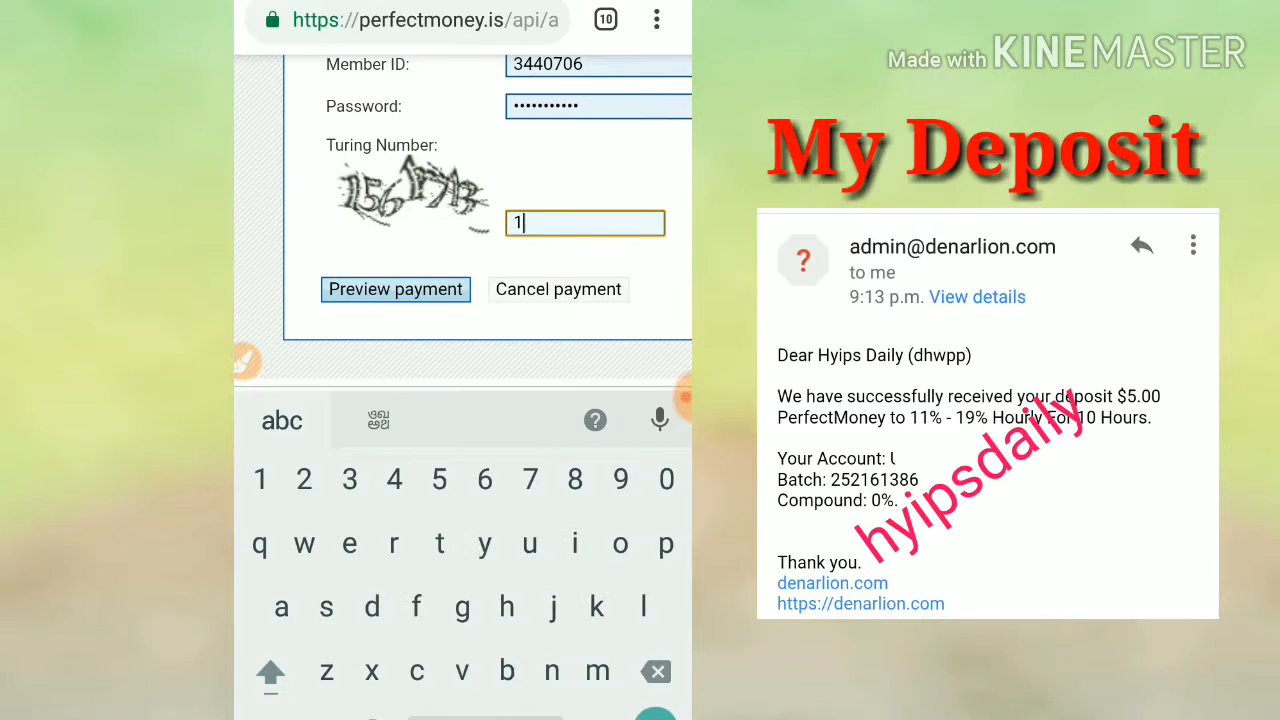 https://perfectmoney.is/api/a
10
Member ID:
3440706
Password:
•••••••••••
Turing Number:
1
Preview payment
Cancel payment
abc
1 2 3 4 5 6 7 8 9 0
q w e r t y u i o p
a s d f g h j k l
z x c v b n m
Made with KINEMASTER
My Deposit
?
admin@denarlion.com
to me
9:13 p.m. View details
Dear Hyips Daily (dhwpp)
We have successfully received your deposit $5.00
PerfectMoney to 11% - 19% Hourly For 10 Hours.
Your Account:
Batch: 252161386
Compound: 0%.
hyipsdaily
Thank you.
denarlion.com
https://denarlion.com